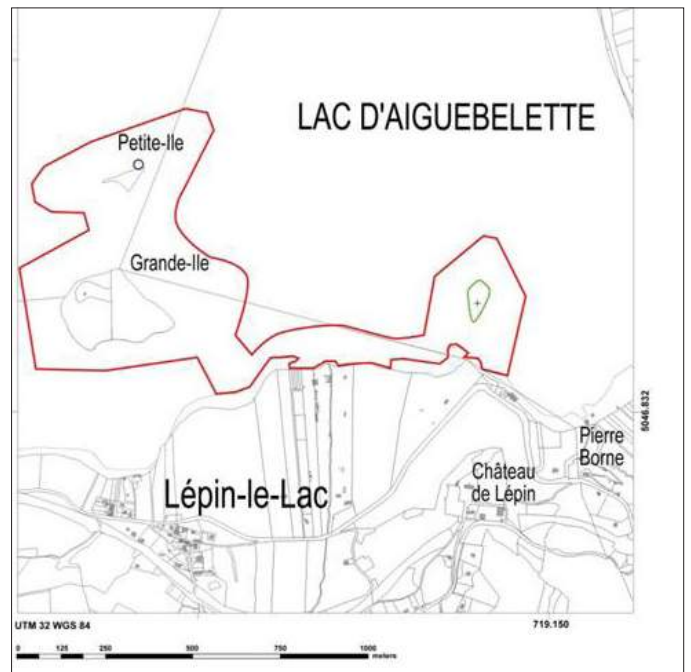 LAC D'AIGUEBELETTE
Petite-Ile
Grande-Ile
5046.832
Pierre
Borne
Château
de Lépin
Lépin-le-Lac
UTM 32 WGS 84
719.150
0 125 250 500 750 1000
meters